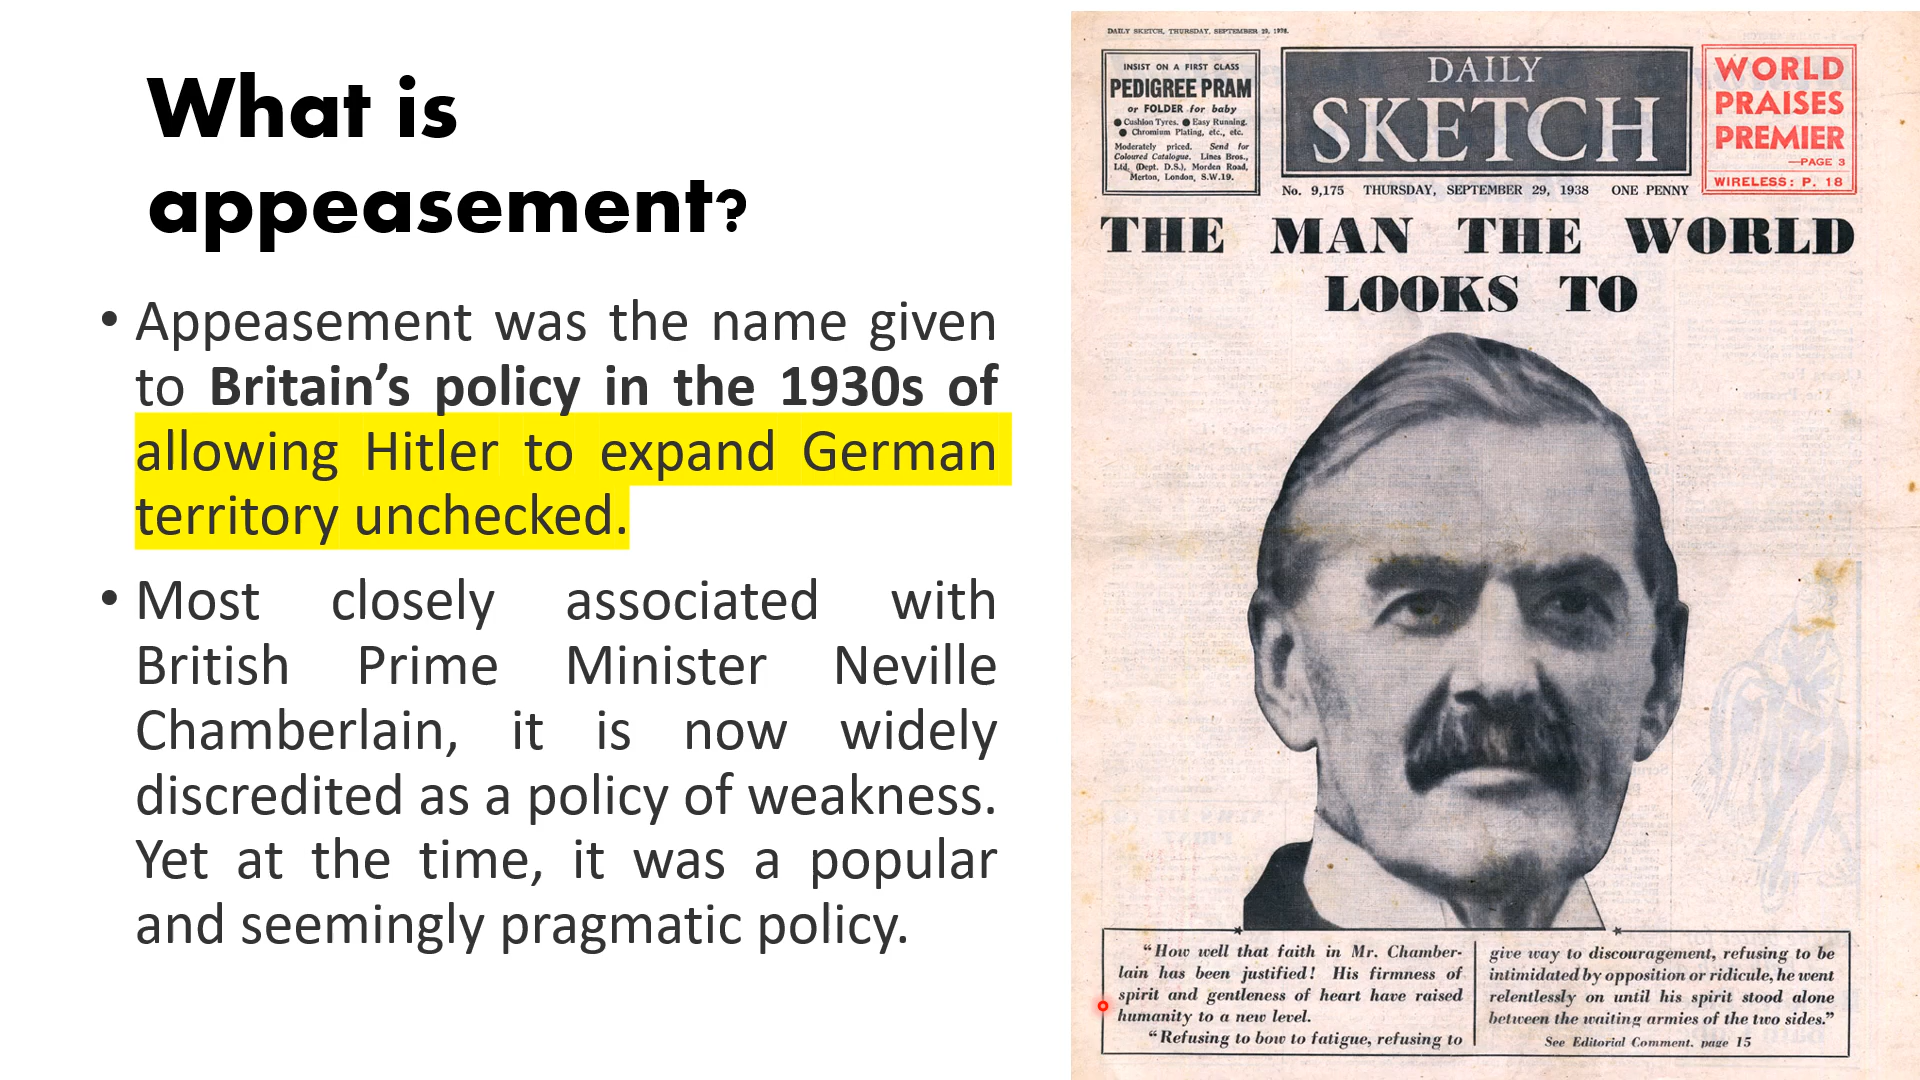 What is
appeasement?
• Appeasement was the name given
to Britain’s policy in the 1930s of
allowing Hitler to expand German
territory unchecked.
• Most closely associated with
British Prime Minister Neville
Chamberlain, it is now widely
discredited as a policy of weakness.
Yet at the time, it was a popular
and seemingly pragmatic policy.
DAILY SKETCH, THURSDAY, SEPTEMBER 29, 1938.
INSIST ON A FIRST CLASS
PEDIGREE PRAM
or FOLDER for baby
● Cushion Tyres. ● Easy Running.
● Chromium Plating, etc., etc.
Moderately priced. Send for
Coloured Catalogue. Lines Bros.,
Ltd. (Dept. D.S.), Morden Road,
Merton, London, S.W.19.
DAILY
SKETCH
No. 9,175 THURSDAY, SEPTEMBER 29, 1938 ONE PENNY
WORLD
PRAISES
PREMIER
—PAGE 3
WIRELESS: P. 18
THE MAN THE WORLD
LOOKS TO
“How well that faith in Mr. Chamber-
lain has been justified! His firmness of
spirit and gentleness of heart have raised
humanity to a new level.
“Refusing to bow to fatigue, refusing to
give way to discouragement, refusing to be
intimidated by opposition or ridicule, he went
relentlessly on until his spirit stood alone
between the waiting armies of the two sides.”
See Editorial Comment, page 15